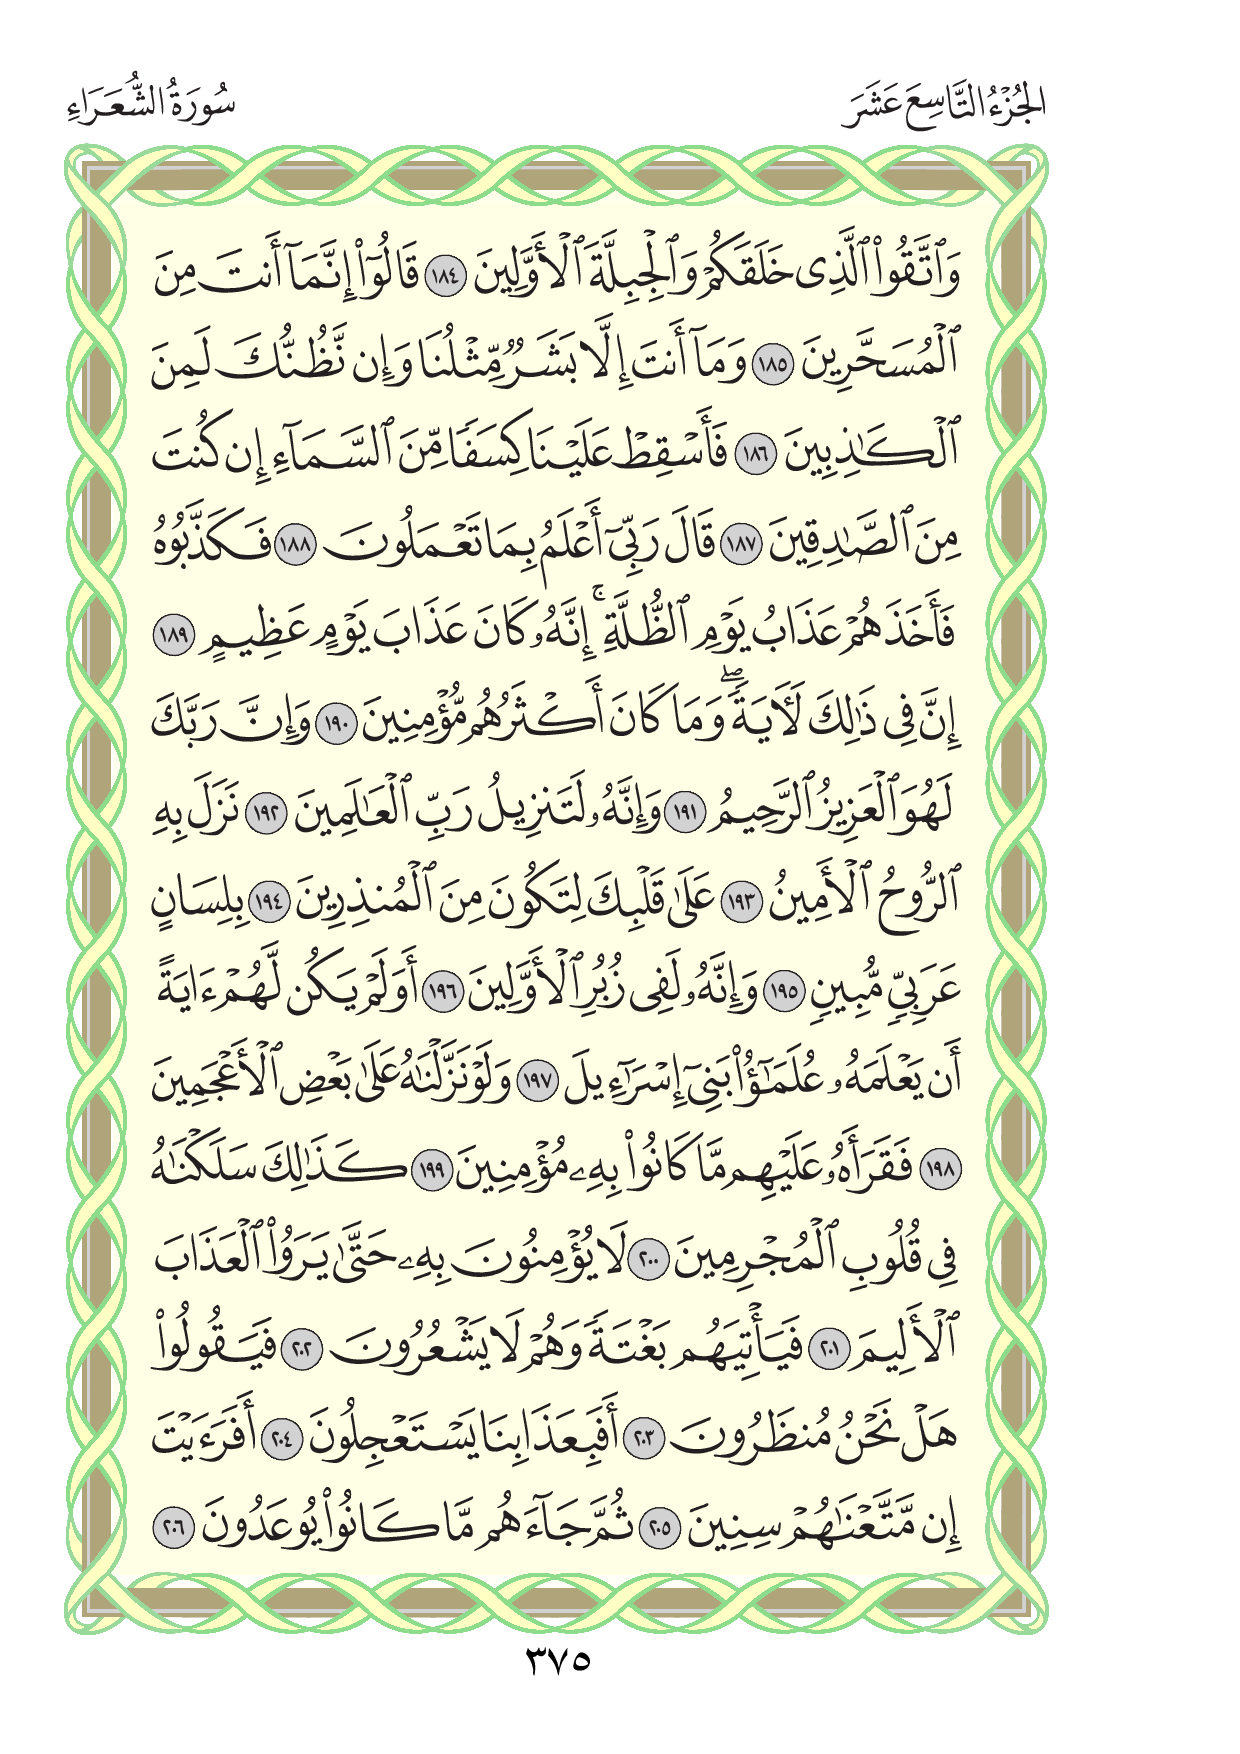 الجُزْءُ التَّاسِعَ عَشَرَ
سُورَةُ الشُّعَرَاءِ
وَٱتَّقُواْ ٱلَّذِى خَلَقَكُمْ وَٱلْجِبِلَّةَ ٱلْأَوَّلِينَ ١٨٤ قَالُوٓاْ إِنَّمَآ أَنتَ مِنَ
ٱلْمُسَحَّرِينَ ١٨٥ وَمَآ أَنتَ إِلَّا بَشَرٌ مِّثْلُنَا وَإِن نَّظُنُّكَ لَمِنَ
ٱلْكَٰذِبِينَ ١٨٦ فَأَسْقِطْ عَلَيْنَا كِسَفًا مِّنَ ٱلسَّمَآءِ إِن كُنتَ
مِنَ ٱلصَّٰدِقِينَ ١٨٧ قَالَ رَبِّىٓ أَعْلَمُ بِمَا تَعْمَلُونَ ١٨٨ فَكَذَّبُوهُ
فَأَخَذَهُمْ عَذَابُ يَوْمِ ٱلظُّلَّةِ ۚ إِنَّهُۥ كَانَ عَذَابَ يَوْمٍ عَظِيمٍ ١٨٩
إِنَّ فِى ذَٰلِكَ لَأٓيَةً ۖ وَمَا كَانَ أَكْثَرُهُم مُّؤْمِنِينَ ١٩٠ وَإِنَّ رَبَّكَ
لَهُوَ ٱلْعَزِيزُ ٱلرَّحِيمُ ١٩١ وَإِنَّهُۥ لَتَنزِيلُ رَبِّ ٱلْعَٰلَمِينَ ١٩٢ نَزَلَ بِهِ
ٱلرُّوحُ ٱلْأَمِينُ ١٩٣ عَلَىٰ قَلْبِكَ لِتَكُونَ مِنَ ٱلْمُنذِرِينَ ١٩٤ بِلِسَانٍ
عَرَبِىٍّ مُّبِينٍ ١٩٥ وَإِنَّهُۥ لَفِى زُبُرِ ٱلْأَوَّلِينَ ١٩٦ أَوَلَمْ يَكُن لَّهُمْ ءَايَةً
أَن يَعْلَمَهُۥ عُلَمَٰٓؤُاْ بَنِىٓ إِسْرَٰٓءِيلَ ١٩٧ وَلَوْ نَزَّلْنَٰهُ عَلَىٰ بَعْضِ ٱلْأَعْجَمِينَ
١٩٨ فَقَرَأَهُۥ عَلَيْهِم مَّا كَانُواْ بِهِۦ مُؤْمِنِينَ ١٩٩ كَذَٰلِكَ سَلَكْنَٰهُ
فِى قُلُوبِ ٱلْمُجْرِمِينَ ٢٠٠ لَا يُؤْمِنُونَ بِهِۦ حَتَّىٰ يَرَوُاْ ٱلْعَذَابَ
ٱلْأَلِيمَ ٢٠١ فَيَأْتِيَهُم بَغْتَةً وَهُمْ لَا يَشْعُرُونَ ٢٠٢ فَيَقُولُواْ
هَلْ نَحْنُ مُنظَرُونَ ٢٠٣ أَفَبِعَذَابِنَا يَسْتَعْجِلُونَ ٢٠٤ أَفَرَءَيْتَ
إِن مَّتَّعْنَٰهُمْ سِنِينَ ٢٠٥ ثُمَّ جَآءَهُم مَّا كَانُواْ يُوعَدُونَ ٢٠٦
٣٧٥